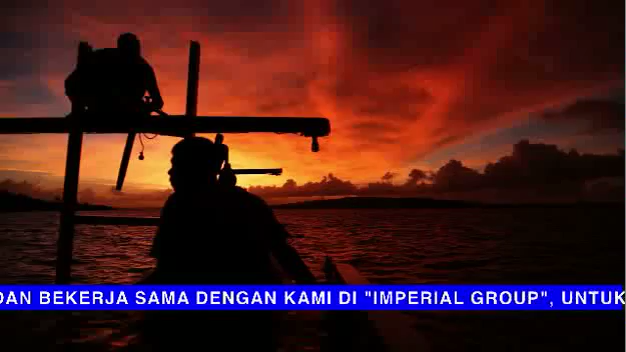 DAN BEKERJA SAMA DENGAN KAMI DI "IMPERIAL GROUP", UNTUK